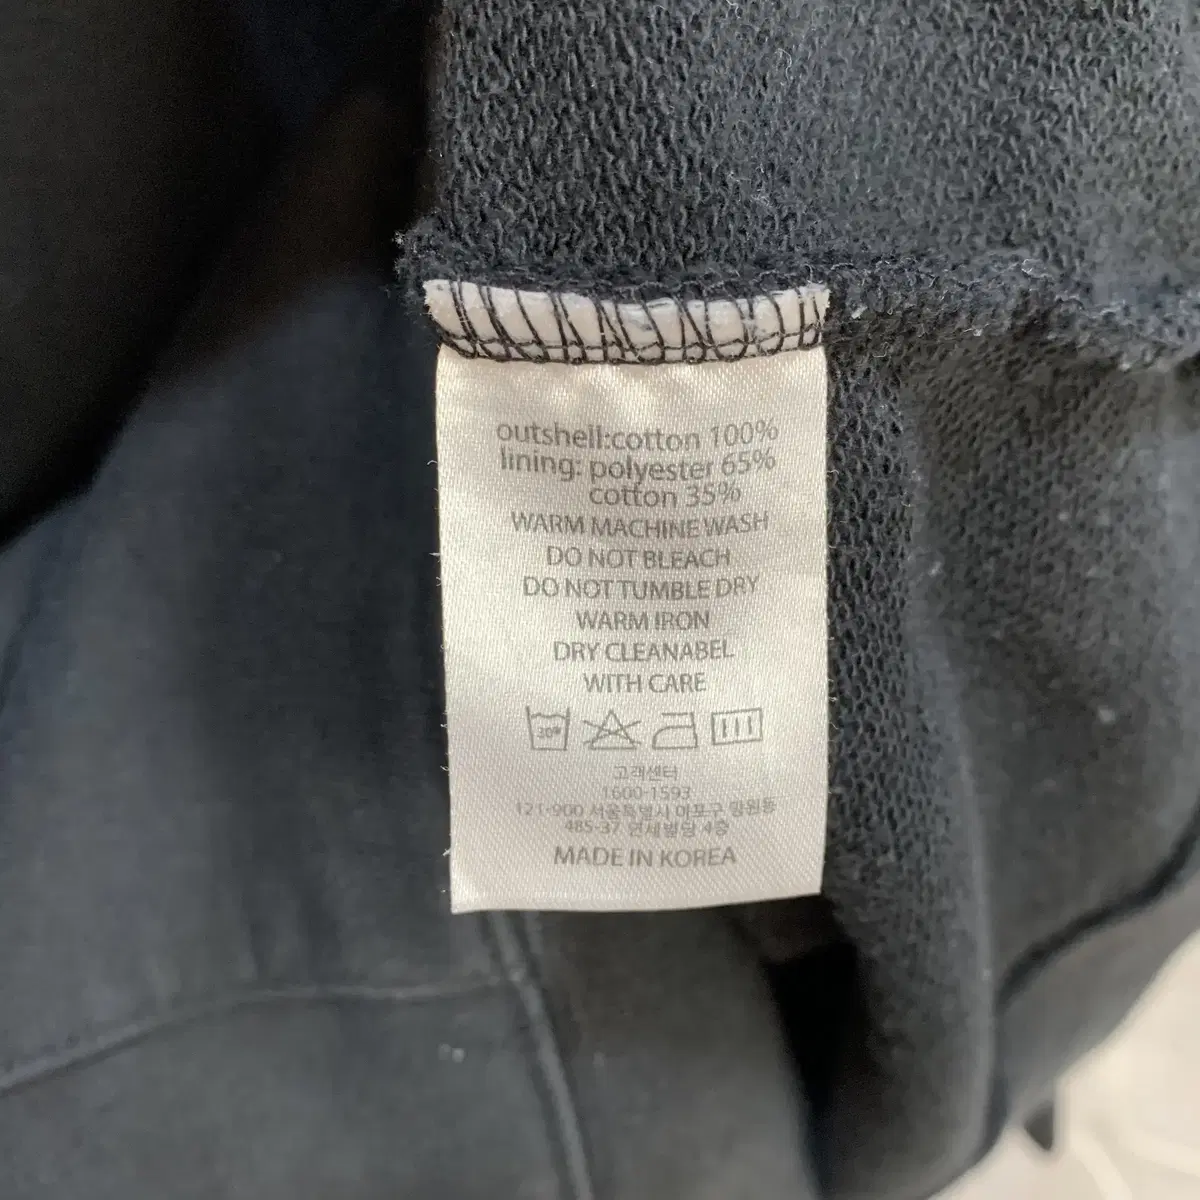 outshell:cotton 100%
lining: polyester 65%
cotton 35%
WARM MACHINE WASH
DO NOT BLEACH
DO NOT TUMBLE DRY
WARM IRON
DRY CLEANABEL
WITH CARE
30°
고객센터
1600-1593
121-900 서울특별시 마포구 망원동
485-37 연세빌딩 4층
MADE IN KOREA